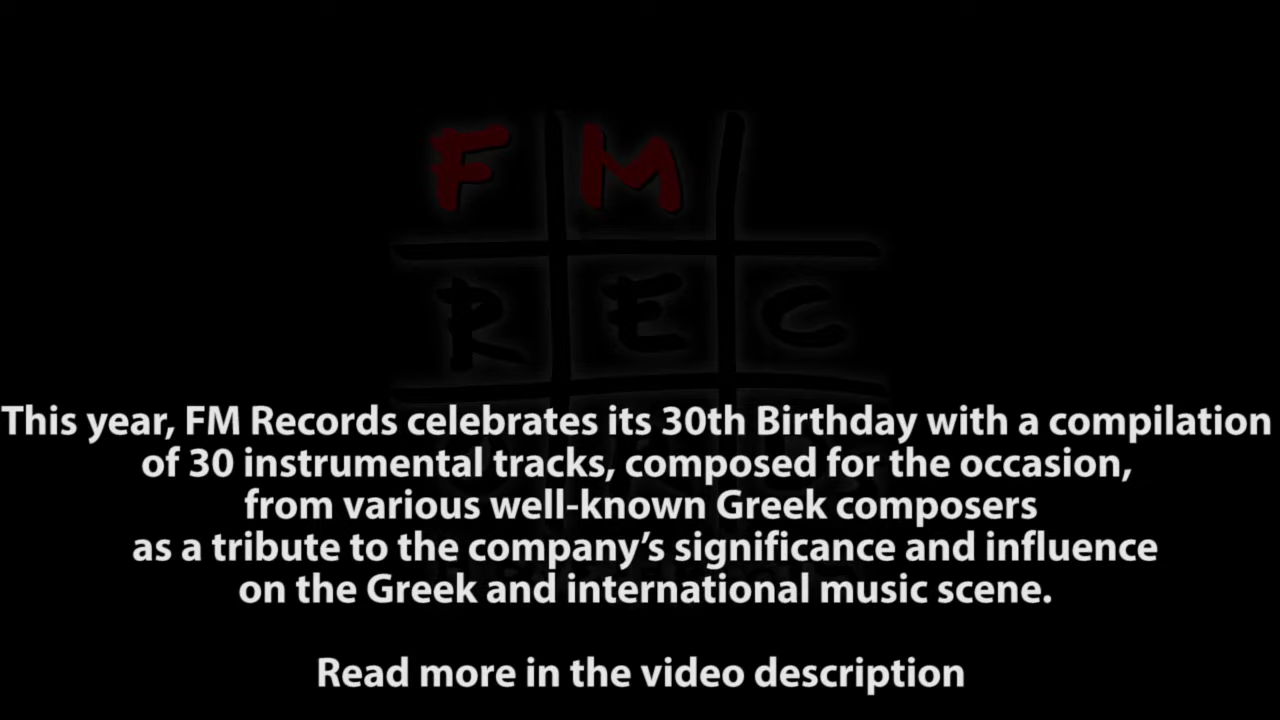 F M
R E C
This year, FM Records celebrates its 30th Birthday with a compilation
of 30 instrumental tracks, composed for the occasion,
from various well-known Greek composers
as a tribute to the company’s significance and influence
on the Greek and international music scene.
Read more in the video description